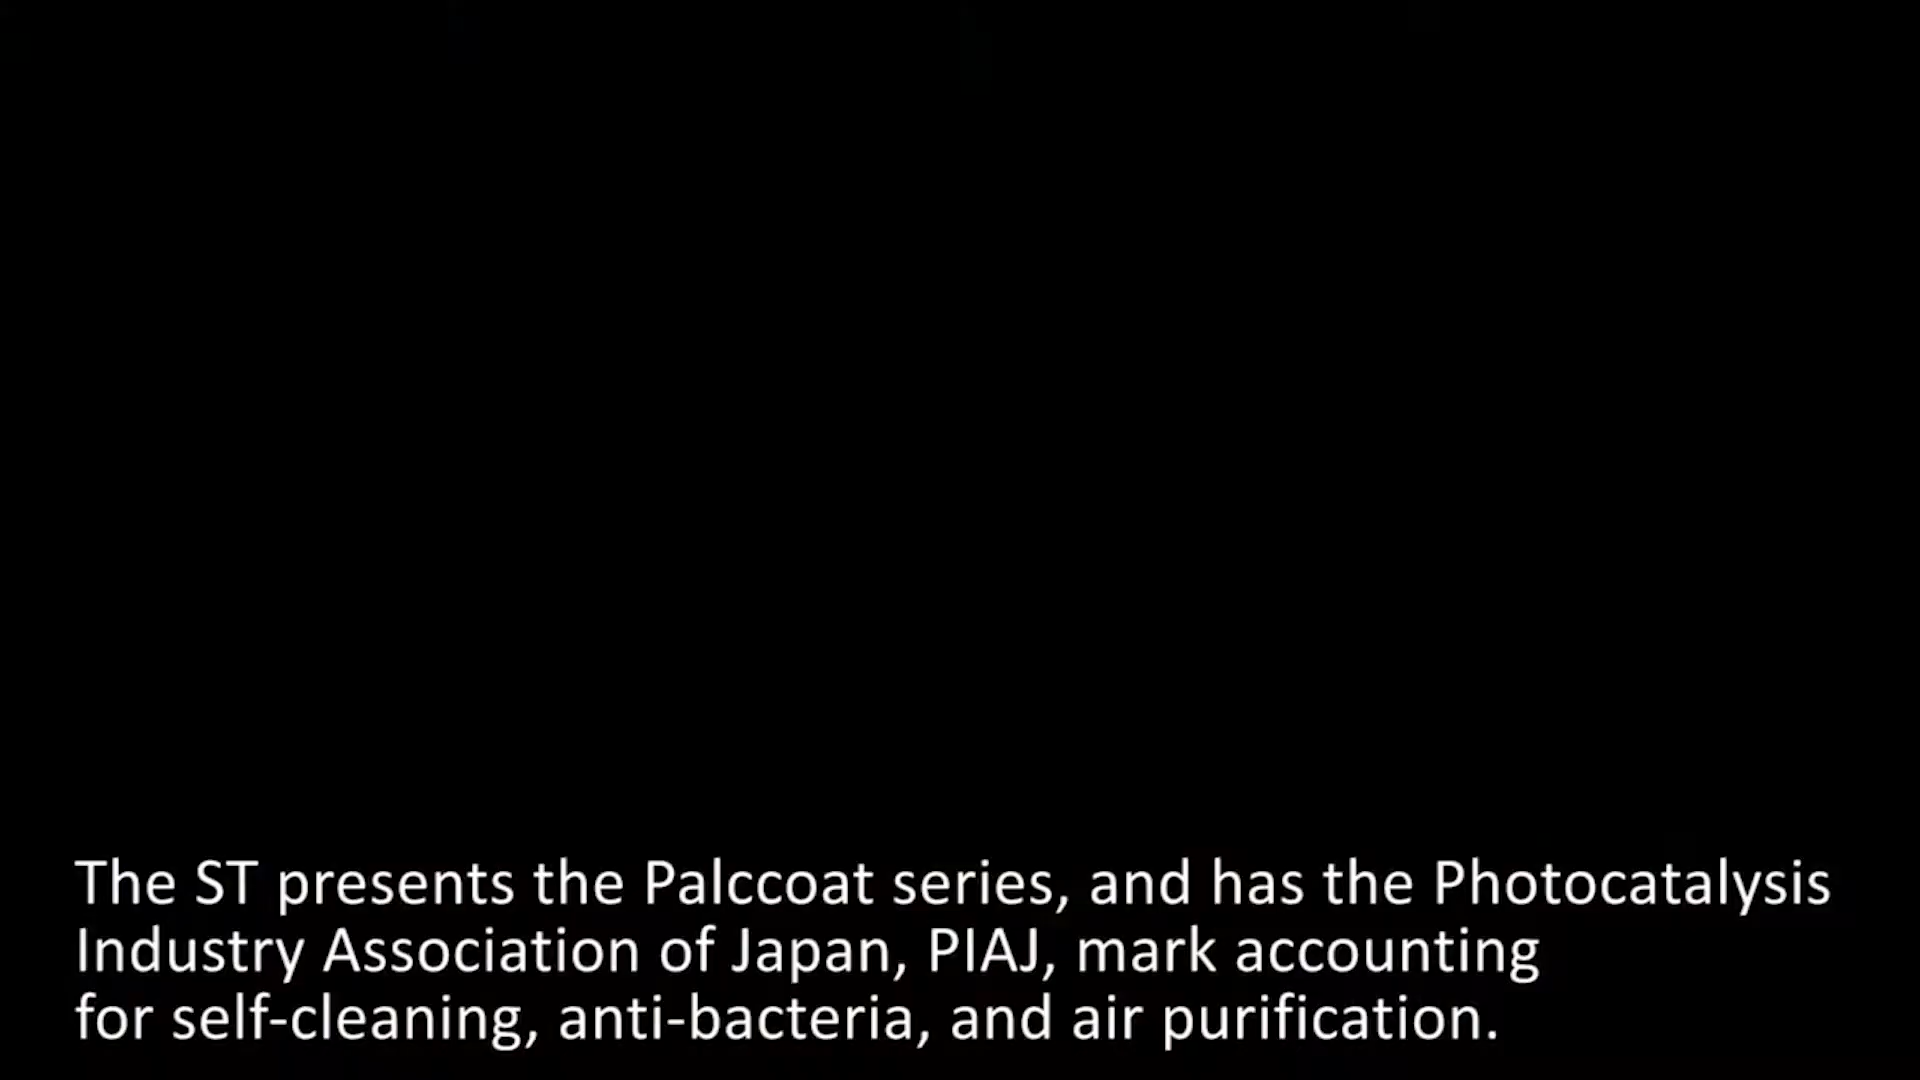 The ST presents the Palccoat series, and has the Photocatalysis
Industry Association of Japan, PIAJ, mark accounting
for self-cleaning, anti-bacteria, and air purification.